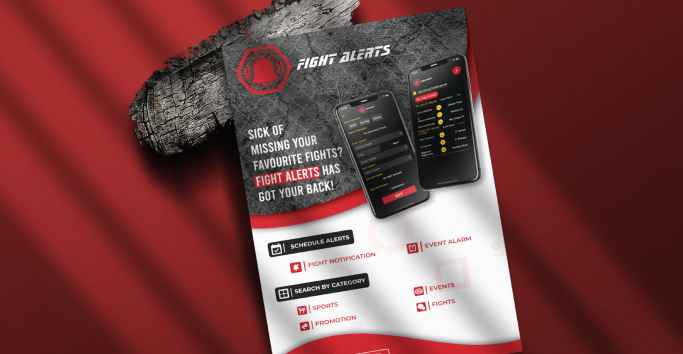 FIGHT ALERTS
SICK OF
MISSING YOUR
FAVOURITE FIGHTS?
FIGHT ALERTS HAS
GOT YOUR BACK!
SCHEDULE ALERTS
FIGHT NOTIFICATION
EVENT ALARM
SEARCH BY CATEGORY
SPORTS
EVENTS
PROMOTION
FIGHTS